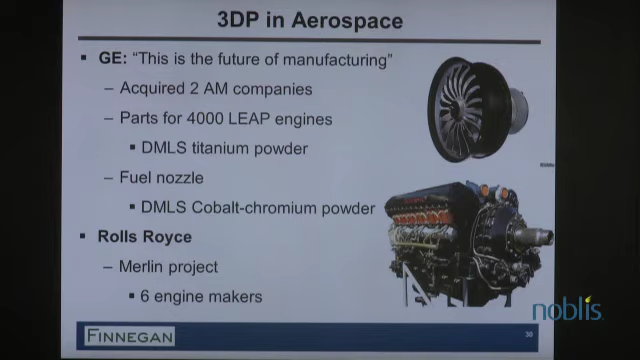 3DP in Aerospace
▪ GE: “This is the future of manufacturing”
– Acquired 2 AM companies
– Parts for 4000 LEAP engines
▪ DMLS titanium powder
– Fuel nozzle
▪ DMLS Cobalt-chromium powder
▪ Rolls Royce
– Merlin project
▪ 6 engine makers
noblis
FINNEGAN
30